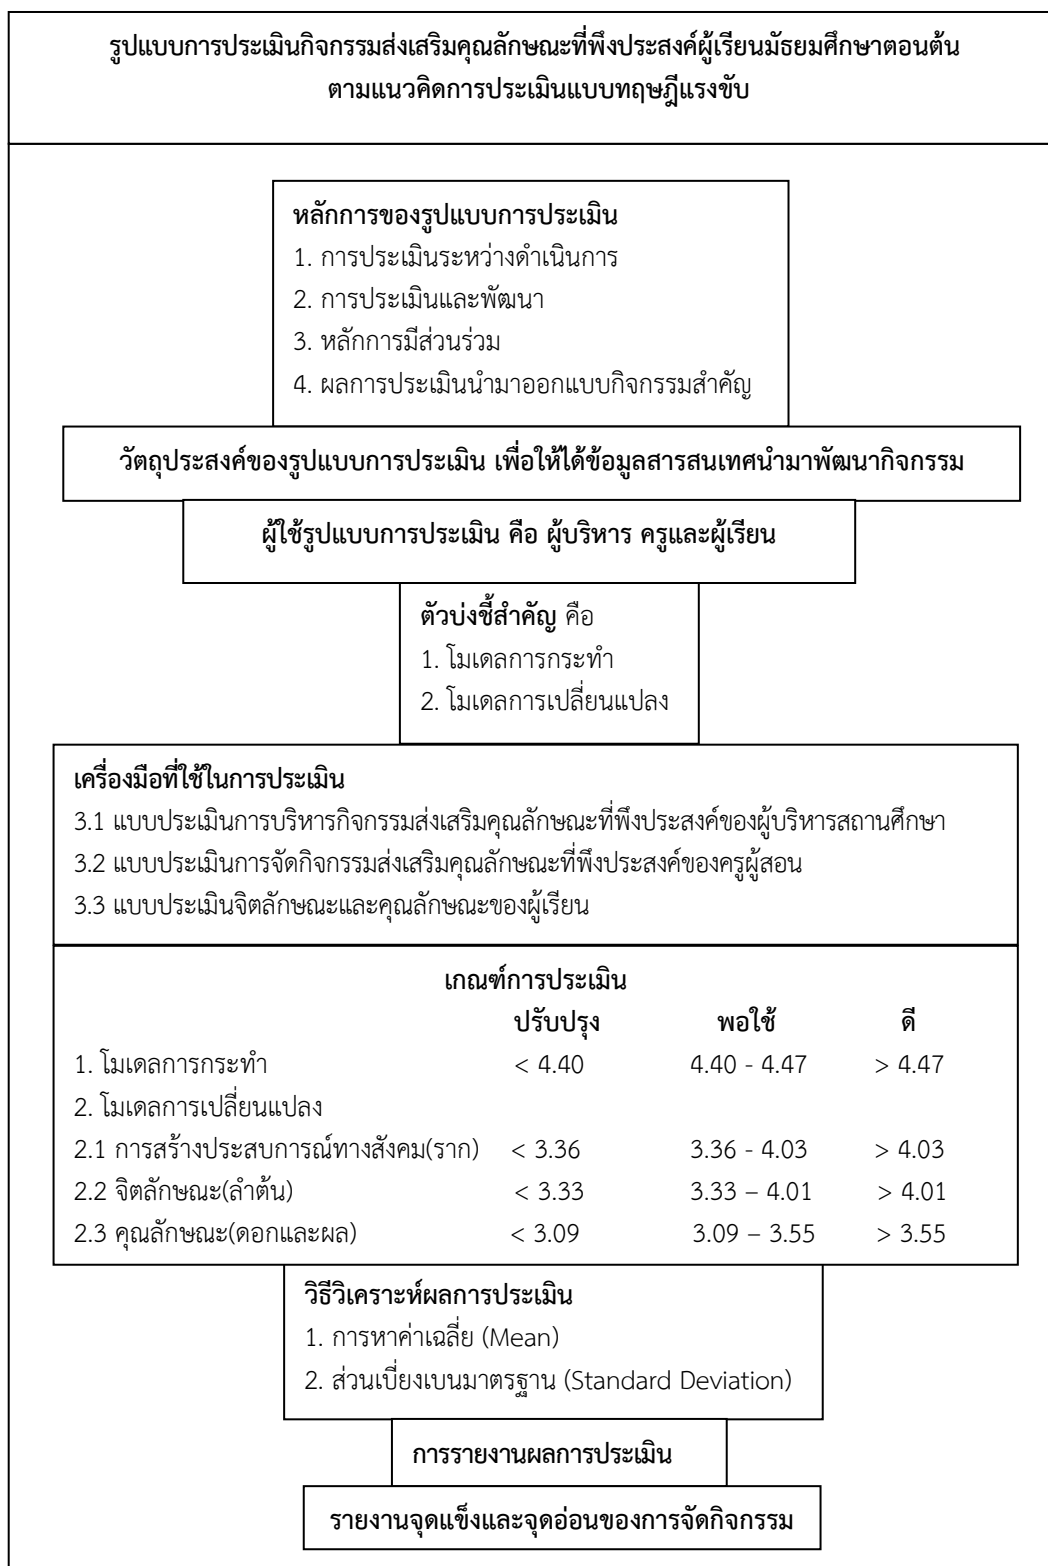 รูปแบบการประเมินกิจกรรมส่งเสริมคุณลักษณะที่พึงประสงค์ผู้เรียนมัธยมศึกษาตอนต้น
ตามแนวคิดการประเมินแบบทฤษฎีแรงขับ
หลักการของรูปแบบการประเมิน
1. การประเมินระหว่างดำเนินการ
2. การประเมินและพัฒนา
3. หลักการมีส่วนร่วม
4. ผลการประเมินนำมาออกแบบกิจกรรมสำคัญ
วัตถุประสงค์ของรูปแบบการประเมิน เพื่อให้ได้ข้อมูลสารสนเทศนำมาพัฒนากิจกรรม
ผู้ใช้รูปแบบการประเมิน คือ ผู้บริหาร ครูและผู้เรียน
ตัวบ่งชี้สำคัญ คือ
1. โมเดลการกระทำ
2. โมเดลการเปลี่ยนแปลง
เครื่องมือที่ใช้ในการประเมิน
3.1 แบบประเมินการบริหารกิจกรรมส่งเสริมคุณลักษณะที่พึงประสงค์ของผู้บริหารสถานศึกษา
3.2 แบบประเมินการจัดกิจกรรมส่งเสริมคุณลักษณะที่พึงประสงค์ของครูผู้สอน
3.3 แบบประเมินจิตลักษณะและคุณลักษณะของผู้เรียน
เกณฑ์การประเมิน
ปรับปรุง พอใช้ ดี
1. โมเดลการกระทำ < 4.40 4.40 - 4.47 > 4.47
2. โมเดลการเปลี่ยนแปลง
2.1 การสร้างประสบการณ์ทางสังคม(ราก) < 3.36 3.36 - 4.03 > 4.03
2.2 จิตลักษณะ(ลำต้น) < 3.33 3.33 – 4.01 > 4.01
2.3 คุณลักษณะ(ดอกและผล) < 3.09 3.09 – 3.55 > 3.55
วิธีวิเคราะห์ผลการประเมิน
1. การหาค่าเฉลี่ย (Mean)
2. ส่วนเบี่ยงเบนมาตรฐาน (Standard Deviation)
การรายงานผลการประเมิน
รายงานจุดแข็งและจุดอ่อนของการจัดกิจกรรม